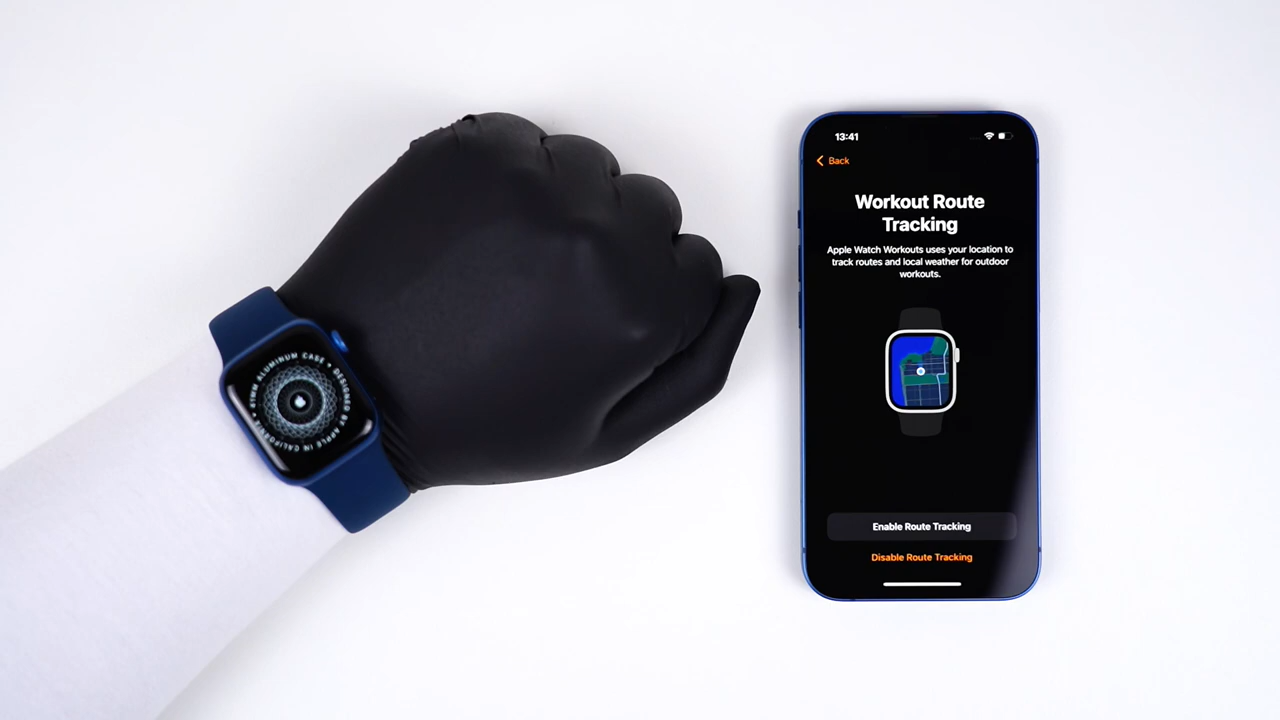 41MM ALUMINUM CASE • DESIGNED BY APPLE IN CALIFORNIA •
13:41
Back
Workout Route
Tracking
Apple Watch Workouts uses your location to
track routes and local weather for outdoor
workouts.
Enable Route Tracking
Disable Route Tracking